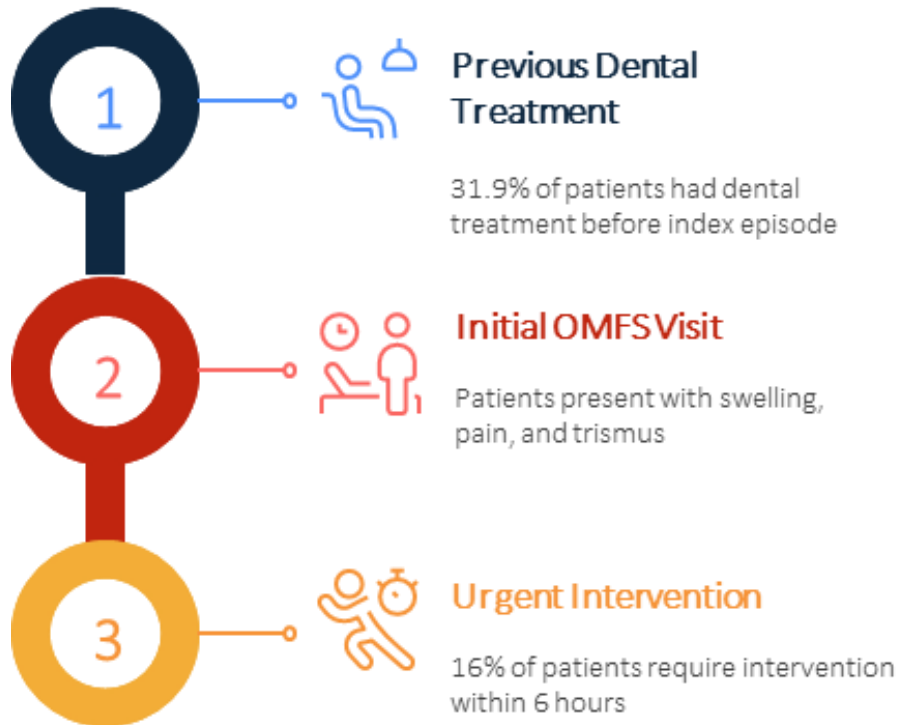 1
Previous Dental
Treatment
31.9% of patients had dental
treatment before index episode
2
Initial OMFS Visit
Patients present with swelling,
pain, and trismus
3
Urgent Intervention
16% of patients require intervention
within 6 hours